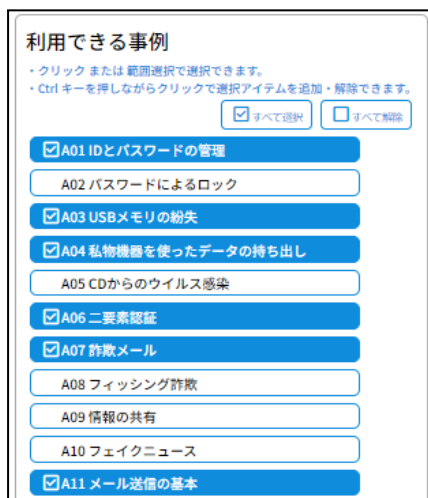 利用できる事例
・クリック または 範囲選択で選択できます。
・Ctrl キーを押しながらクリックで選択アイテムを追加・解除できます。
すべて選択 すべて解除
A01 IDとパスワードの管理
A02 パスワードによるロック
A03 USBメモリの紛失
A04 私物機器を使ったデータの持ち出し
A05 CDからのウイルス感染
A06 二要素認証
A07 詐欺メール
A08 フィッシング詐欺
A09 情報の共有
A10 フェイクニュース
A11 メール送信の基本